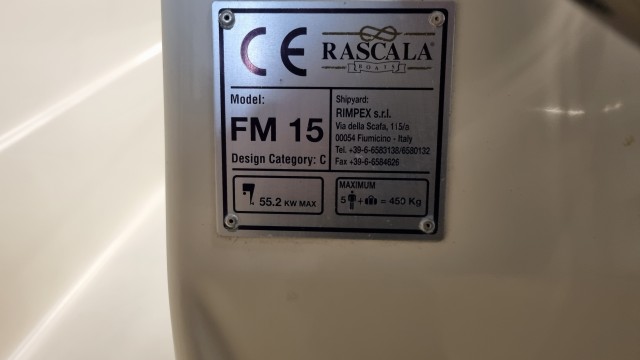 CE RASCALA®
BOATS
Model:
FM 15
Design Category: C
Shipyard:
RIMPEX s.r.l.
Via della Scafa, 115/a
00054 Fiumicino - Italy
Tel. +39-6-6583138/6580132
Fax +39-6-6584626
55.2 KW MAX
MAXIMUM
5 + = 450 Kg